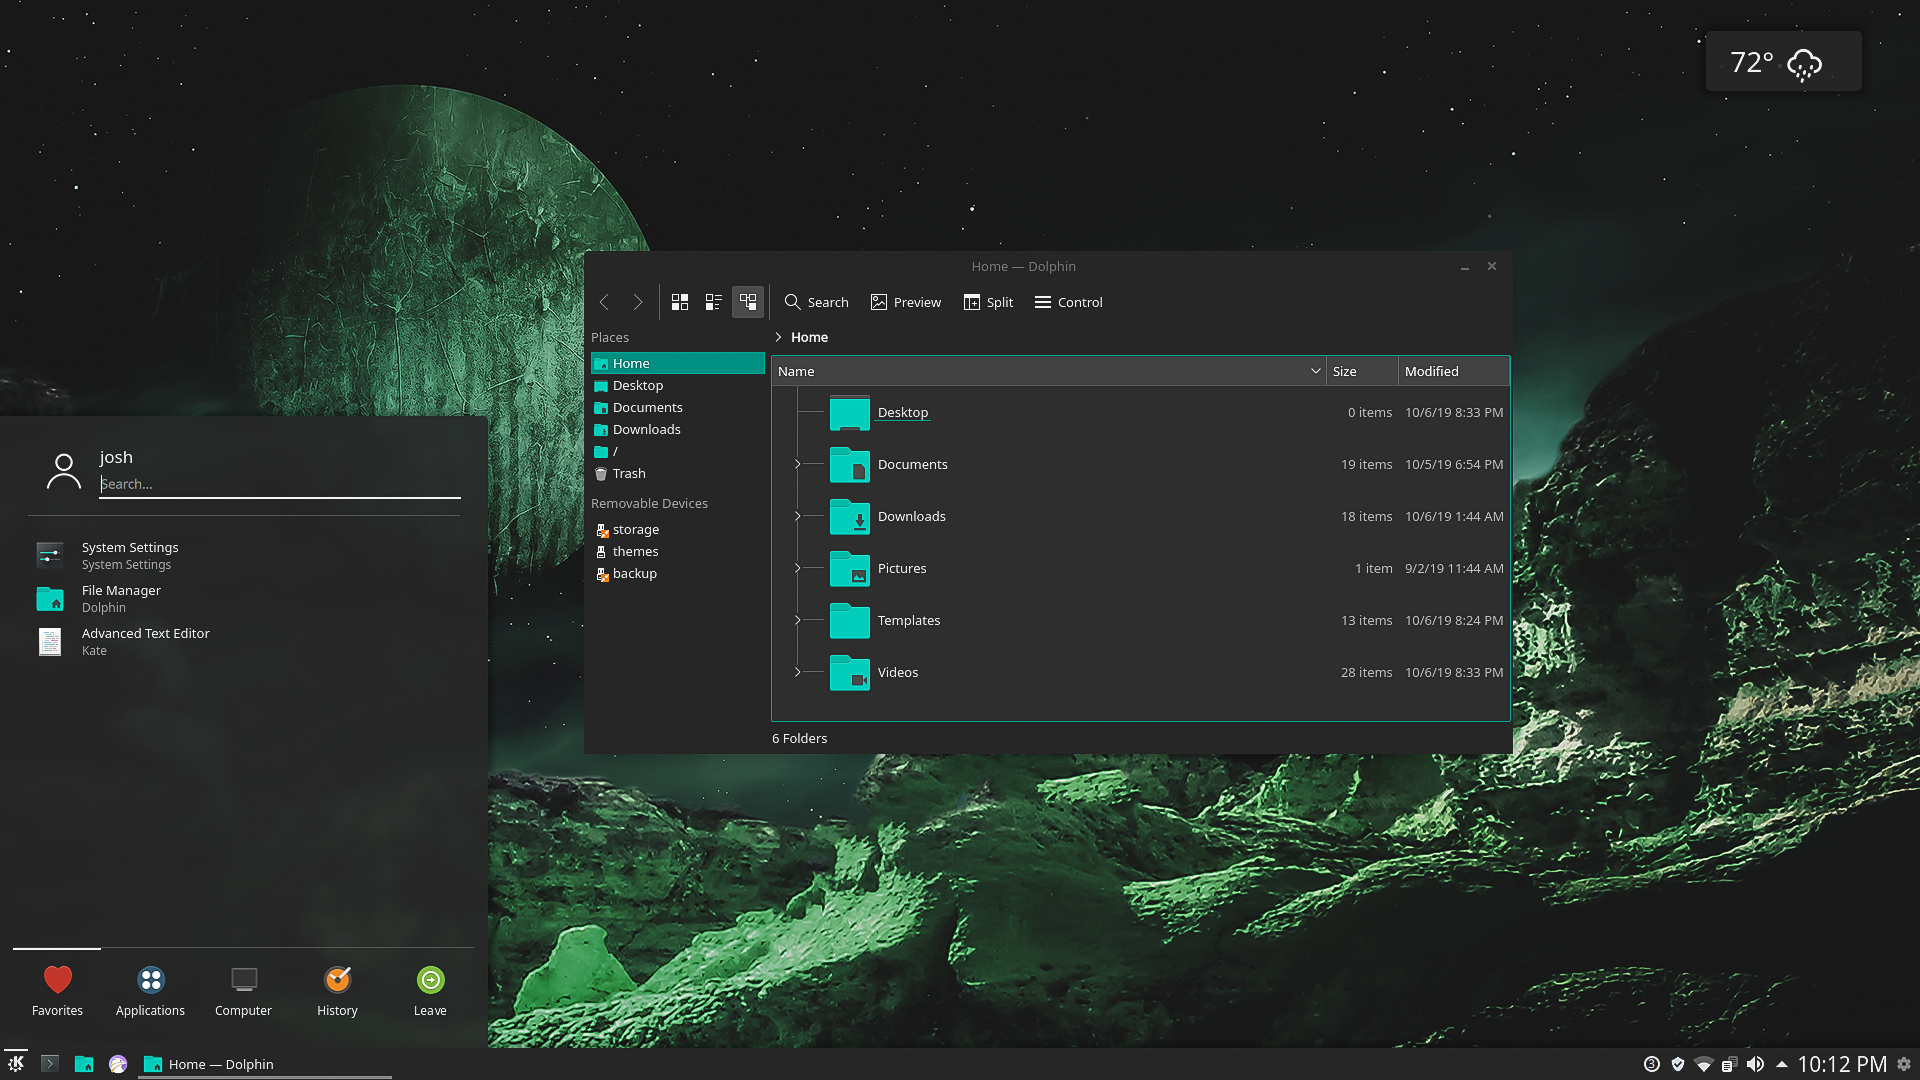 72°
Home — Dolphin
Search Preview Split Control
Places
Home
Desktop
Documents
Downloads
/
Trash
Removable Devices
storage
themes
backup
Home
Name Size Modified
Desktop 0 items 10/6/19 8:33 PM
Documents 19 items 10/5/19 6:54 PM
Downloads 18 items 10/6/19 1:44 AM
Pictures 1 item 9/2/19 11:44 AM
Templates 13 items 10/6/19 8:24 PM
Videos 28 items 10/6/19 8:33 PM
6 Folders
josh
Search...
System Settings
System Settings
File Manager
Dolphin
Advanced Text Editor
Kate
Favorites Applications Computer History Leave
Home — Dolphin 3 10:12 PM